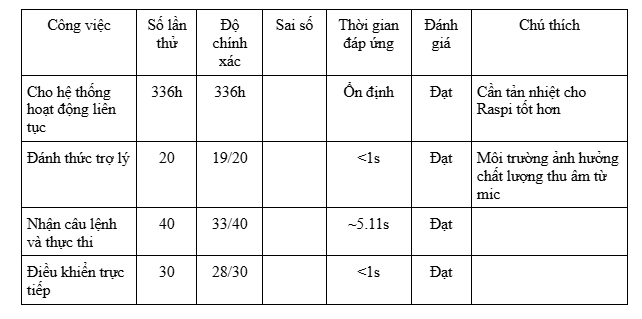 Công việc
Số lần
thử
Độ
chính
xác
Sai số
Thời gian
đáp ứng
Đánh
giá
Chú thích
Cho hệ thống
hoạt động liên
tục
336h
336h
Ổn định
Đạt
Cần tản nhiệt cho
Raspi tốt hơn
Đánh thức trợ lý
20
19/20
<1s
Đạt
Môi trường ảnh hưởng
chất lượng thu âm từ
mic
Nhận câu lệnh
và thực thi
40
33/40
~5.11s
Đạt
Điều khiển trực
tiếp
30
28/30
<1s
Đạt